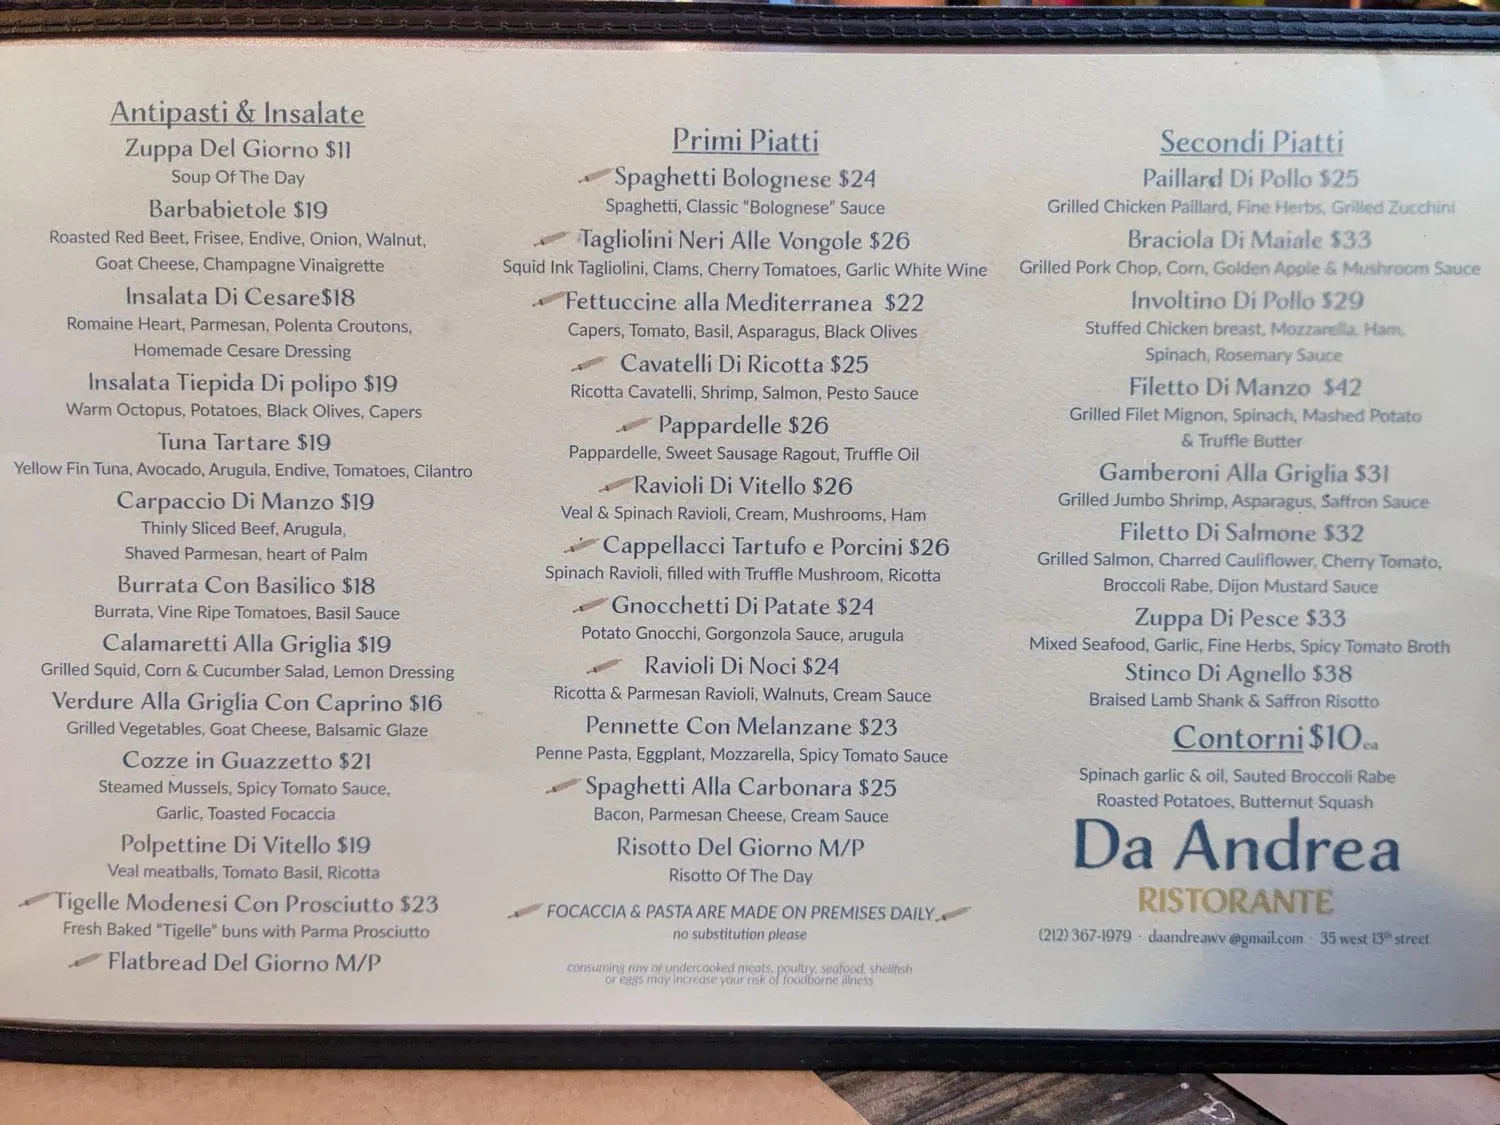 Antipasti & Insalate
Zuppa Del Giorno $11
Soup Of The Day
Barbabietole $19
Roasted Red Beet, Frisee, Endive, Onion, Walnut,
Goat Cheese, Champagne Vinaigrette
Insalata Di Cesare$18
Romaine Heart, Parmesan, Polenta Croutons,
Homemade Cesare Dressing
Insalata Tiepida Di polipo $19
Warm Octopus, Potatoes, Black Olives, Capers
Tuna Tartare $19
Yellow Fin Tuna, Avocado, Arugula, Endive, Tomatoes, Cilantro
Carpaccio Di Manzo $19
Thinly Sliced Beef, Arugula,
Shaved Parmesan, heart of Palm
Burrata Con Basilico $18
Burrata, Vine Ripe Tomatoes, Basil Sauce
Calamaretti Alla Griglia $19
Grilled Squid, Corn & Cucumber Salad, Lemon Dressing
Verdure Alla Griglia Con Caprino $16
Grilled Vegetables, Goat Cheese, Balsamic Glaze
Cozze in Guazzetto $21
Steamed Mussels, Spicy Tomato Sauce,
Garlic, Toasted Focaccia
Polpettine Di Vitello $19
Veal meatballs, Tomato Basil, Ricotta
Tigelle Modenesi Con Prosciutto $23
Fresh Baked "Tigelle" buns with Parma Prosciutto
Flatbread Del Giorno M/P
Primi Piatti
Spaghetti Bolognese $24
Spaghetti, Classic "Bolognese" Sauce
Tagliolini Neri Alle Vongole $26
Squid Ink Tagliolini, Clams, Cherry Tomatoes, Garlic White Wine
Fettuccine alla Mediterranea $22
Capers, Tomato, Basil, Asparagus, Black Olives
Cavatelli Di Ricotta $25
Ricotta Cavatelli, Shrimp, Salmon, Pesto Sauce
Pappardelle $26
Pappardelle, Sweet Sausage Ragout, Truffle Oil
Ravioli Di Vitello $26
Veal & Spinach Ravioli, Cream, Mushrooms, Ham
Cappellacci Tartufo e Porcini $26
Spinach Ravioli, filled with Truffle Mushroom, Ricotta
Gnocchetti Di Patate $24
Potato Gnocchi, Gorgonzola Sauce, arugula
Ravioli Di Noci $24
Ricotta & Parmesan Ravioli, Walnuts, Cream Sauce
Pennette Con Melanzane $23
Penne Pasta, Eggplant, Mozzarella, Spicy Tomato Sauce
Spaghetti Alla Carbonara $25
Bacon, Parmesan Cheese, Cream Sauce
Risotto Del Giorno M/P
Risotto Of The Day
FOCACCIA & PASTA ARE MADE ON PREMISES DAILY
no substitution please
consuming raw or undercooked meats, poultry, seafood, shellfish
or eggs may increase your risk of foodborne illness
Secondi Piatti
Paillard Di Pollo $25
Grilled Chicken Paillard, Fine Herbs, Grilled Zucchini
Braciola Di Maiale $33
Grilled Pork Chop, Corn, Golden Apple & Mushroom Sauce
Involtino Di Pollo $29
Stuffed Chicken breast, Mozzarella, Ham,
Spinach, Rosemary Sauce
Filetto Di Manzo $42
Grilled Filet Mignon, Spinach, Mashed Potato
& Truffle Butter
Gamberoni Alla Griglia $31
Grilled Jumbo Shrimp, Asparagus, Saffron Sauce
Filetto Di Salmone $32
Grilled Salmon, Charred Cauliflower, Cherry Tomato,
Broccoli Rabe, Dijon Mustard Sauce
Zuppa Di Pesce $33
Mixed Seafood, Garlic, Fine Herbs, Spicy Tomato Broth
Stinco Di Agnello $38
Braised Lamb Shank & Saffron Risotto
Contorni $10 ea
Spinach garlic & oil, Sauted Broccoli Rabe
Roasted Potatoes, Butternut Squash
Da Andrea
RISTORANTE
(212) 367-1979 · daandreawv@gmail.com · 35 west 13th street